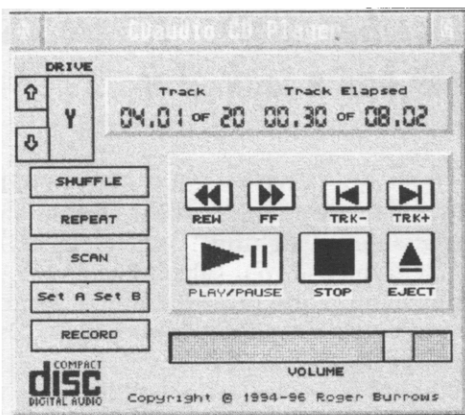 CDaudio CD Player
DRIVE
Y
Track Track Elapsed
04.01 OF 20 00.30 OF 08.02
SHUFFLE
REPEAT
SCAN
Set A Set B
RECORD
REW FF TRK- TRK+
PLAY/PAUSE STOP EJECT
VOLUME
COMPACT
disc
DIGITAL AUDIO
Copyright @ 1994-96 Roger Burrows